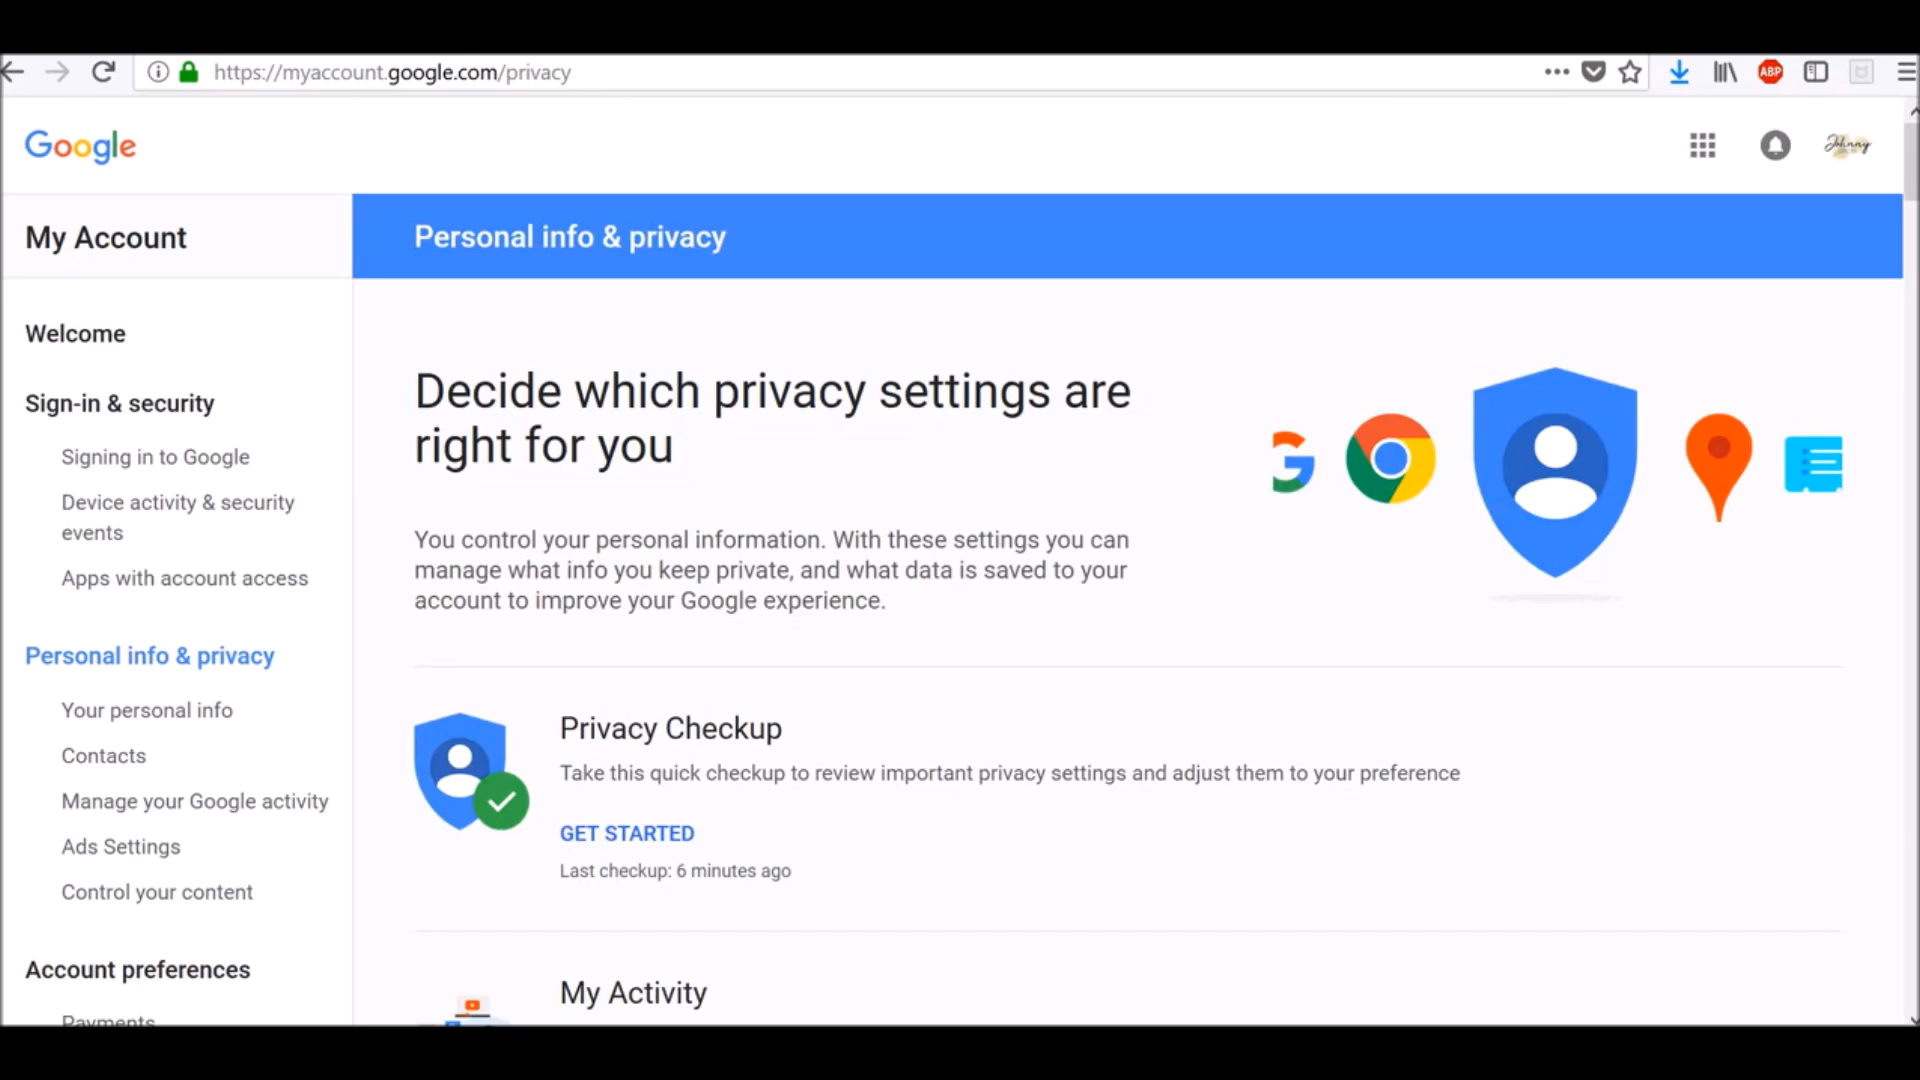 https://myaccount.google.com/privacy
ABP
Google
Johnny
My Account
Personal info & privacy
Welcome
Sign-in & security
Signing in to Google
Device activity & security
events
Apps with account access
Personal info & privacy
Your personal info
Contacts
Manage your Google activity
Ads Settings
Control your content
Account preferences
Payments
Decide which privacy settings are
right for you
You control your personal information. With these settings you can
manage what info you keep private, and what data is saved to your
account to improve your Google experience.
Privacy Checkup
Take this quick checkup to review important privacy settings and adjust them to your preference
GET STARTED
Last checkup: 6 minutes ago
My Activity